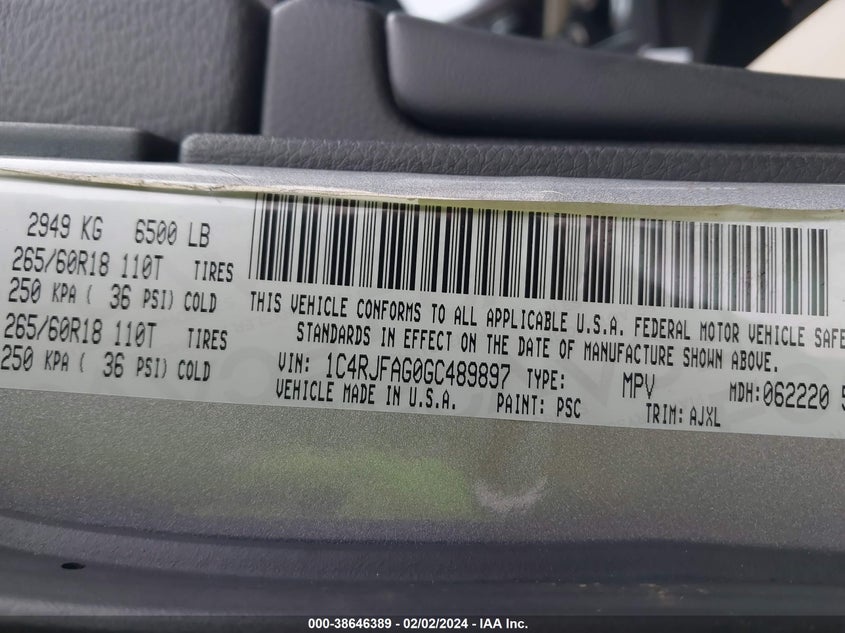 2949 KG 6500 LB
265/60R18 110T TIRES
250 KPA ( 36 PSI) COLD
265/60R18 110T TIRES
250 KPA ( 36 PSI) COLD
THIS VEHICLE CONFORMS TO ALL APPLICABLE U.S.A. FEDERAL MOTOR VEHICLE SAFE
STANDARDS IN EFFECT ON THE DATE OF MANUFACTURE SHOWN ABOVE.
VIN: 1C4RJFAG0GC489897 TYPE: MPV MDH:062220 5
VEHICLE MADE IN U.S.A. PAINT: PSC TRIM: AJXL
000-38646389 - 02/02/2024 - IAA Inc.